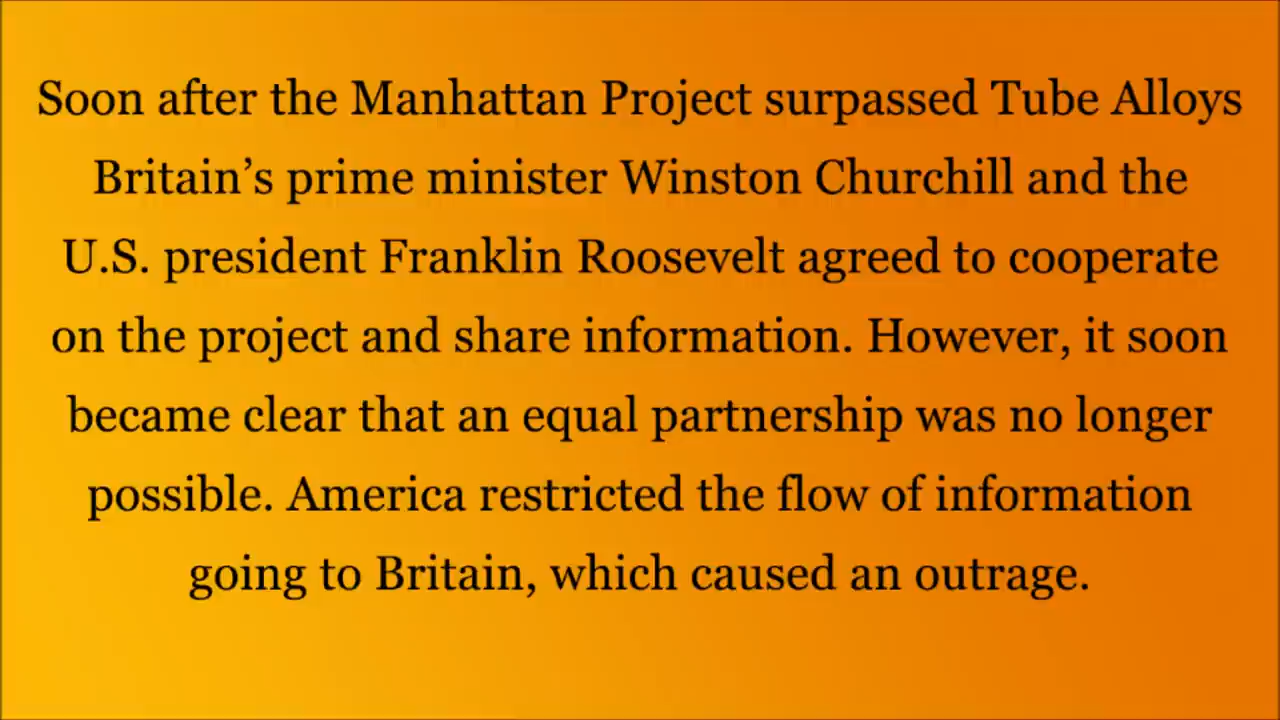 Soon after the Manhattan Project surpassed Tube Alloys
Britain’s prime minister Winston Churchill and the
U.S. president Franklin Roosevelt agreed to cooperate
on the project and share information. However, it soon
became clear that an equal partnership was no longer
possible. America restricted the flow of information
going to Britain, which caused an outrage.